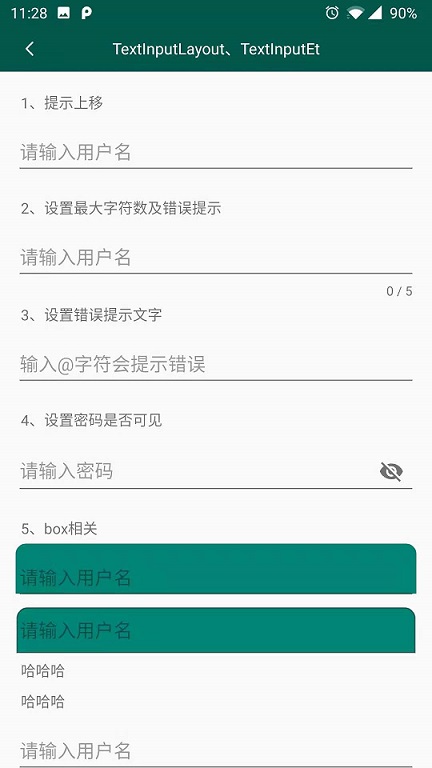 11:28
90%
TextInputLayout、TextInputEt
1、提示上移
请输入用户名
2、设置最大字符数及错误提示
请输入用户名
0 / 5
3、设置错误提示文字
输入@字符会提示错误
4、设置密码是否可见
请输入密码
5、box相关
请输入用户名
请输入用户名
哈哈哈
哈哈哈
请输入用户名